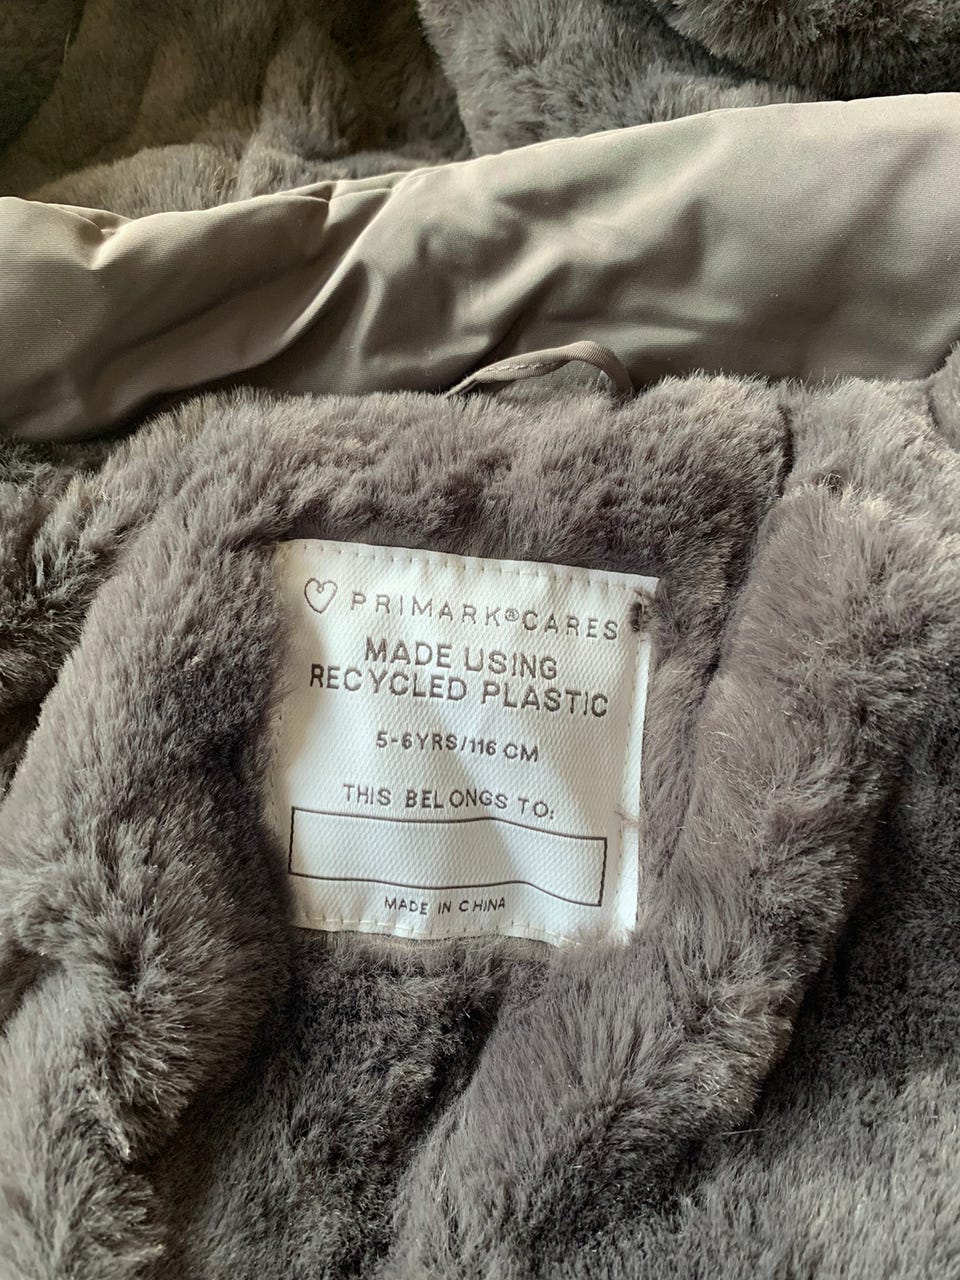 PRIMARK®CARES
MADE USING
RECYCLED PLASTIC
5-6YRS/116 CM
THIS BELONGS TO:
MADE IN CHINA